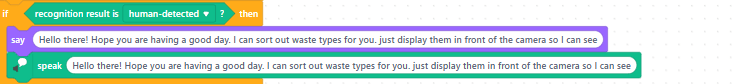 if recognition result is human-detected ? then
say Hello there! Hope you are having a good day. I can sort out waste types for you. just display them in front of the camera so I can see
speak Hello there! Hope you are having a good day. I can sort out waste types for you. just display them in front of the camera so I can see